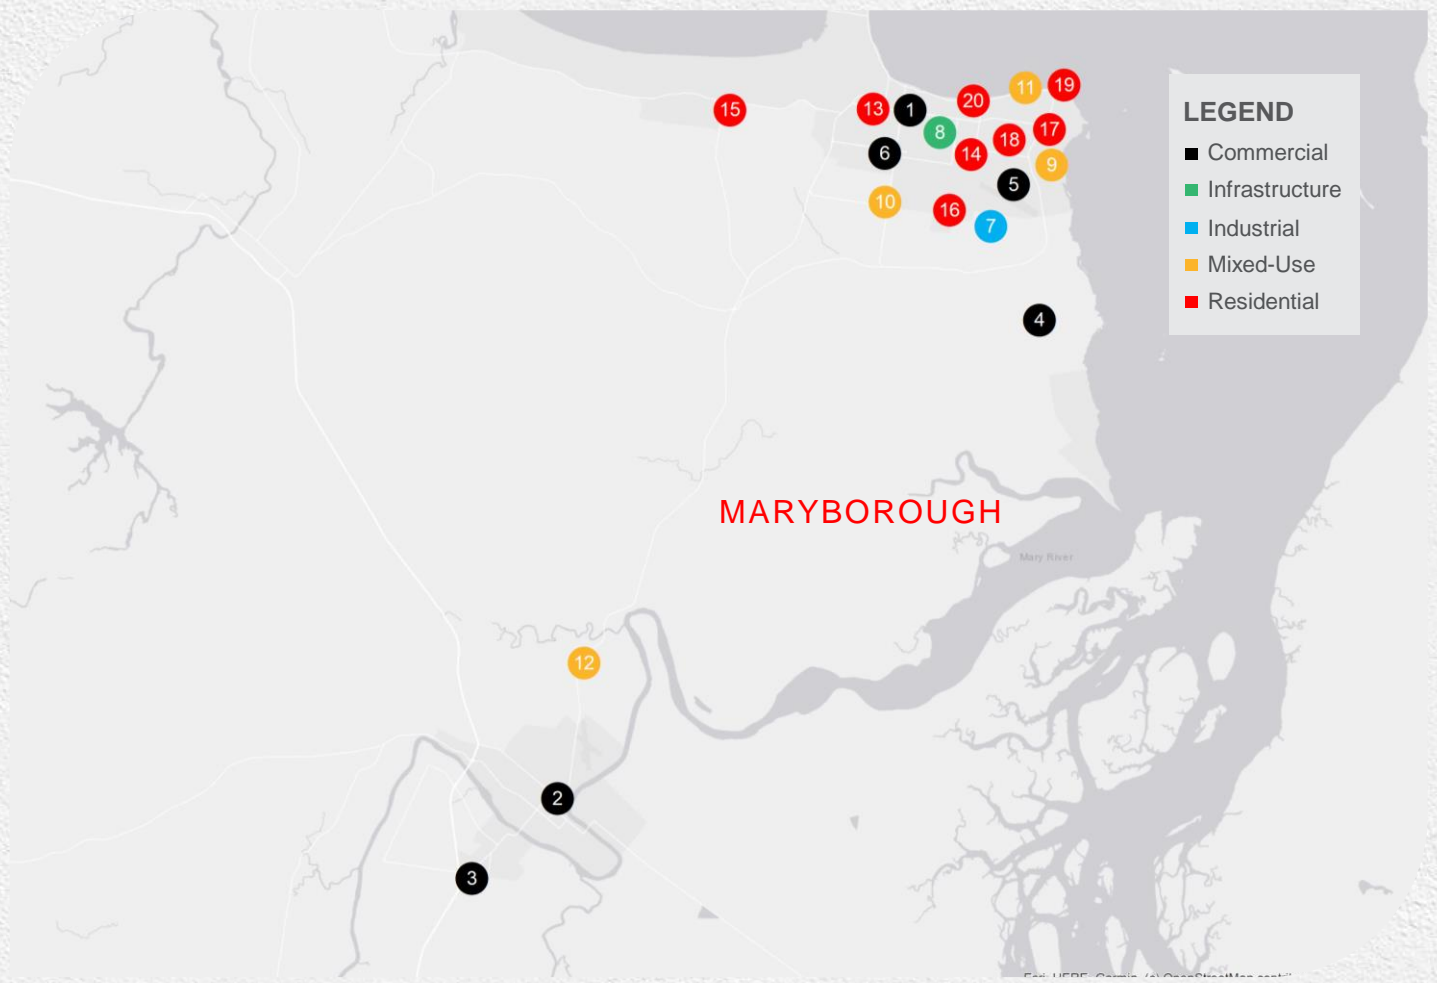 19
11
20
15
13
1
LEGEND
8
17
18
Commercial
6
14
9
5
Infrastructure
10
16
7
Industrial
Mixed-Use
Residential
4
MARYBOROUGH
Mary River
12
2
3